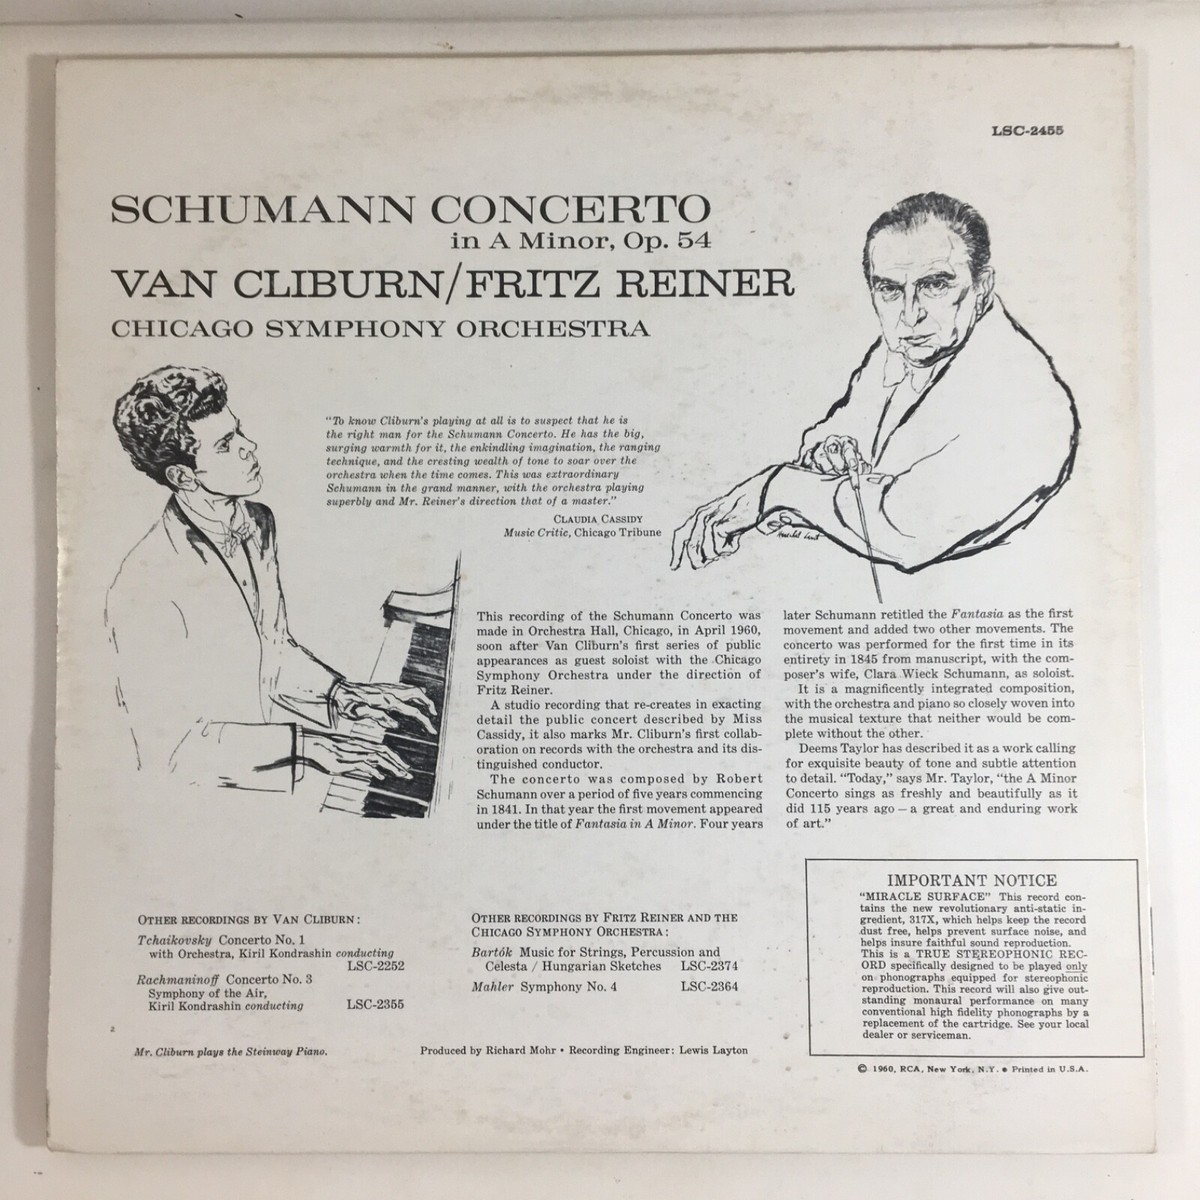 LSC-2455
SCHUMANN CONCERTO
in A Minor, Op. 54
VAN CLIBURN/FRITZ REINER
CHICAGO SYMPHONY ORCHESTRA
"To know Cliburn's playing at all is to suspect that he is
the right man for the Schumann Concerto. He has the big,
surging warmth for it, the enkindling imagination, the ranging
technique, and the cresting wealth of tone to soar over the
orchestra when the time comes. This was extraordinary
Schumann in the grand manner, with the orchestra playing
superbly and Mr. Reiner's direction that of a master."
CLAUDIA CASSIDY
Music Critic, Chicago Tribune
This recording of the Schumann Concerto was
made in Orchestra Hall, Chicago, in April 1960,
soon after Van Cliburn's first series of public
appearances as guest soloist with the Chicago
Symphony Orchestra under the direction of
Fritz Reiner.
A studio recording that re-creates in exacting
detail the public concert described by Miss
Cassidy, it also marks Mr. Cliburn's first collab-
oration on records with the orchestra and its dis-
tinguished conductor.
The concerto was composed by Robert
Schumann over a period of five years commencing
in 1841. In that year the first movement appeared
under the title of Fantasia in A Minor. Four years
later Schumann retitled the Fantasia as the first
movement and added two other movements. The
concerto was performed for the first time in its
entirety in 1845 from manuscript, with the com-
poser's wife, Clara Wieck Schumann, as soloist.
It is a magnificently integrated composition,
with the orchestra and piano so closely woven into
the musical texture that neither would be com-
plete without the other.
Deems Taylor has described it as a work calling
for exquisite beauty of tone and subtle attention
to detail. "Today," says Mr. Taylor, "the A Minor
Concerto sings as freshly and beautifully as it
did 115 years ago – a great and enduring work
of art."
OTHER RECORDINGS BY VAN CLIBURN:
Tchaikovsky Concerto No. 1
with Orchestra, Kiril Kondrashin conducting
LSC-2252
Rachmaninoff Concerto No. 3
Symphony of the Air,
Kiril Kondrashin conducting LSC-2355
OTHER RECORDINGS BY FRITZ REINER AND THE
CHICAGO SYMPHONY ORCHESTRA:
Bartók Music for Strings, Percussion and
Celesta / Hungarian Sketches LSC-2374
Mahler Symphony No. 4 LSC-2364
IMPORTANT NOTICE
"MIRACLE SURFACE" This record con-
tains the new revolutionary anti-static in-
gredient, 317X, which helps keep the record
dust free, helps prevent surface noise, and
helps insure faithful sound reproduction.
This is a TRUE STEREOPHONIC REC-
ORD specifically designed to be played only
on phonographs equipped for stereophonic
reproduction. This record will also give out-
standing monaural performance on many
conventional high fidelity phonographs by a
replacement of the cartridge. See your local
dealer or serviceman.
2
Mr. Cliburn plays the Steinway Piano.
Produced by Richard Mohr • Recording Engineer: Lewis Layton
© 1960, RCA, New York, N.Y. • Printed in U.S.A.